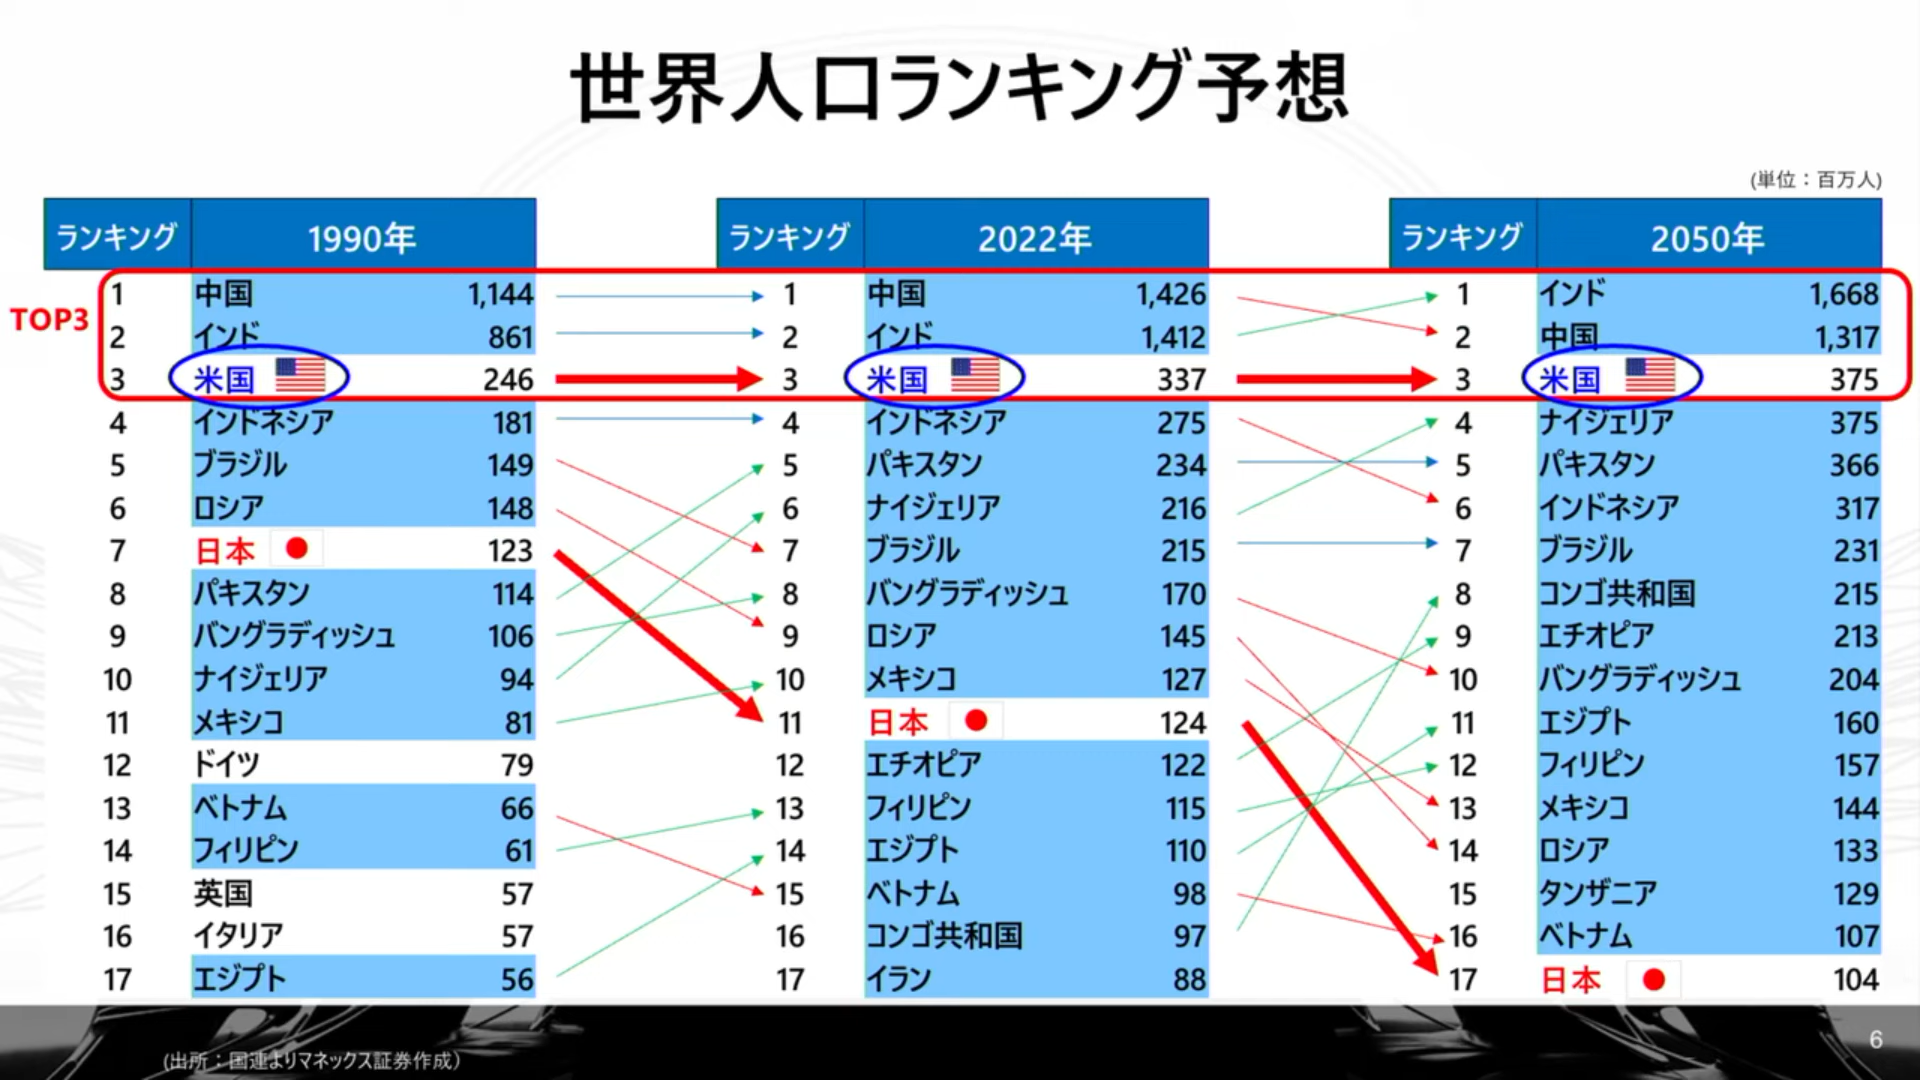 世界人口ランキング予想
(単位：百万人)
ランキング 1990年 ランキング 2022年 ランキング 2050年
TOP3
1 中国 1,144 1 中国 1,426 1 インド 1,668
2 インド 861 2 インド 1,412 2 中国 1,317
3 米国 246 3 米国 337 3 米国 375
4 インドネシア 181 4 インドネシア 275 4 ナイジェリア 375
5 ブラジル 149 5 パキスタン 234 5 パキスタン 366
6 ロシア 148 6 ナイジェリア 216 6 インドネシア 317
7 日本 123 7 ブラジル 215 7 ブラジル 231
8 パキスタン 114 8 バングラディッシュ 170 8 コンゴ共和国 215
9 バングラディッシュ 106 9 ロシア 145 9 エチオピア 213
10 ナイジェリア 94 10 メキシコ 127 10 バングラディッシュ 204
11 メキシコ 81 11 日本 124 11 エジプト 160
12 ドイツ 79 12 エチオピア 122 12 フィリピン 157
13 ベトナム 66 13 フィリピン 115 13 メキシコ 144
14 フィリピン 61 14 エジプト 110 14 ロシア 133
15 英国 57 15 ベトナム 98 15 タンザニア 129
16 イタリア 57 16 コンゴ共和国 97 16 ベトナム 107
17 エジプト 56 17 イラン 88 17 日本 104
(出所：国連よりマネックス証券作成)
6